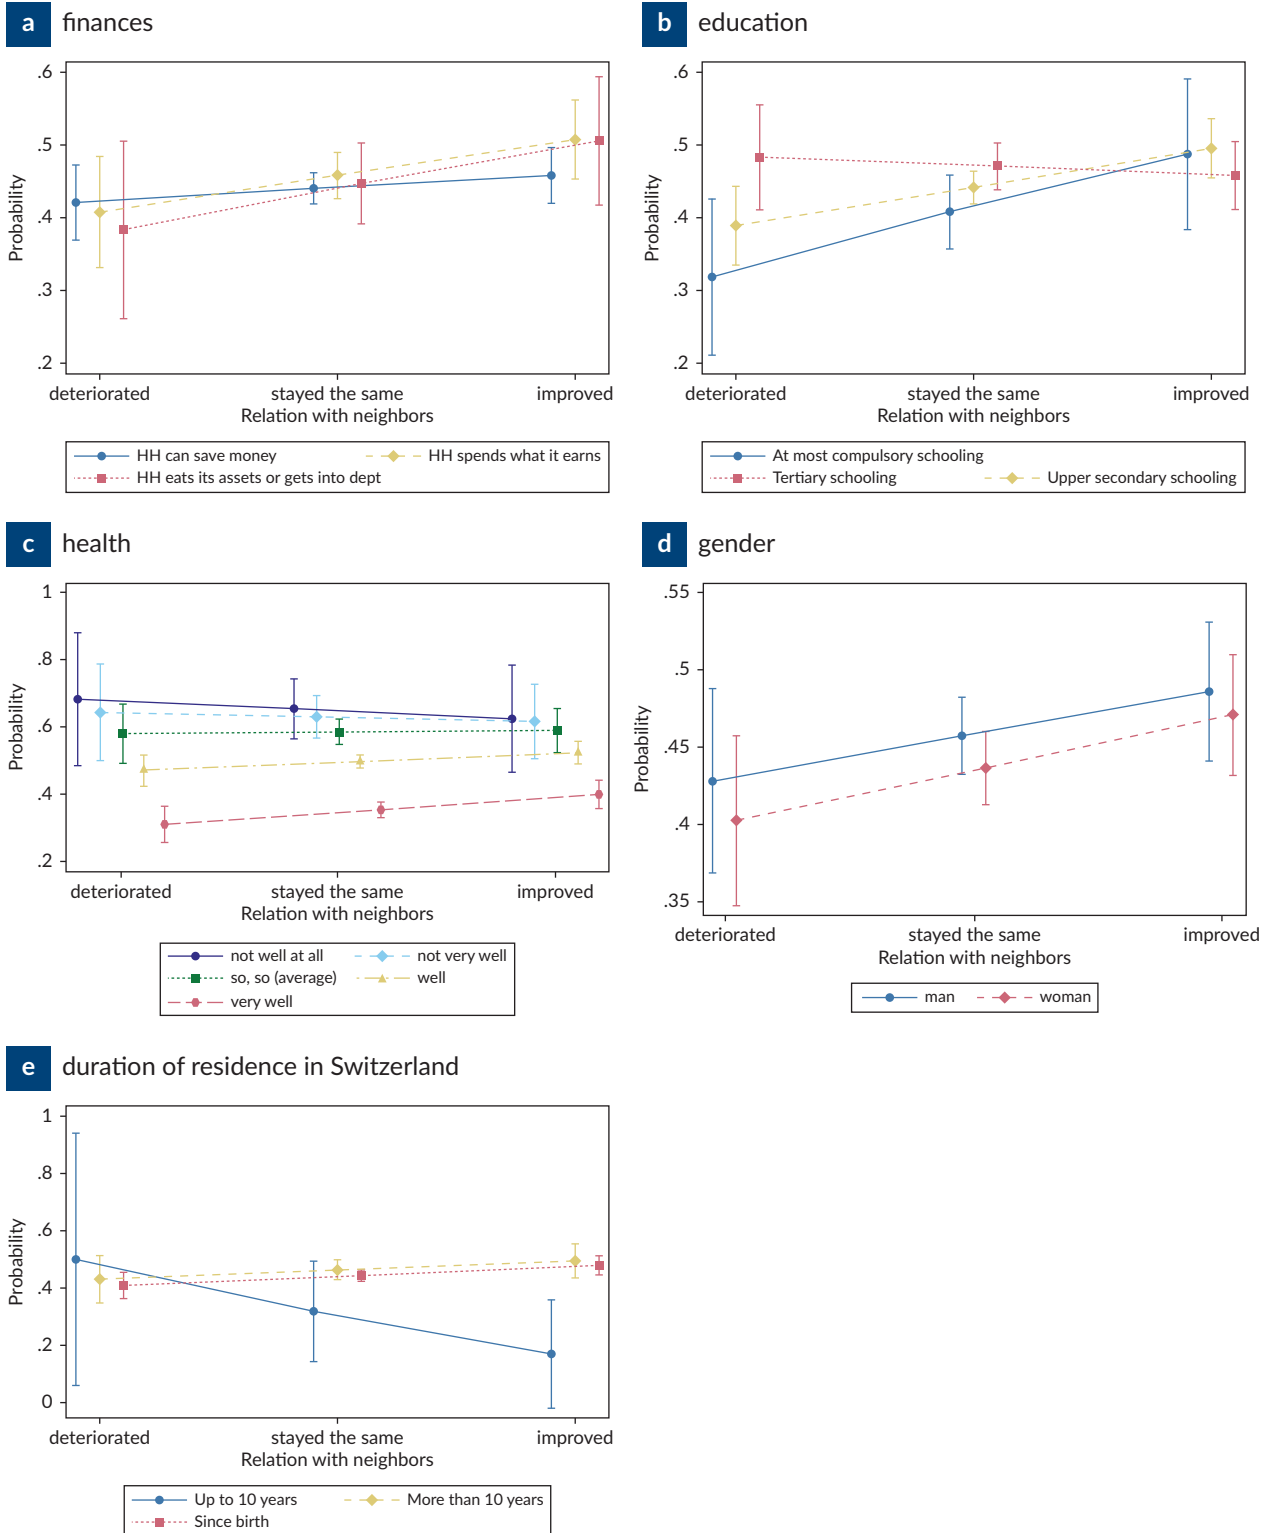 a finances
.6
.5
.4
.3
.2
Probability
deteriorated stayed the same improved
Relation with neighbors
HH can save money HH spends what it earns
HH eats its assets or gets into dept
b education
.6
.5
.4
.3
.2
Probability
deteriorated stayed the same improved
Relation with neighbors
At most compulsory schooling
Tertiary schooling Upper secondary schooling
c health
1
.8
.6
.4
.2
Probability
deteriorated stayed the same improved
Relation with neighbors
not well at all not very well
so, so (average) well
very well
d gender
.55
.5
.45
.4
.35
Probability
deteriorated stayed the same improved
Relation with neighbors
man woman
e duration of residence in Switzerland
1
.8
.6
.4
.2
0
Probability
deteriorated stayed the same improved
Relation with neighbors
Up to 10 years More than 10 years
Since birth